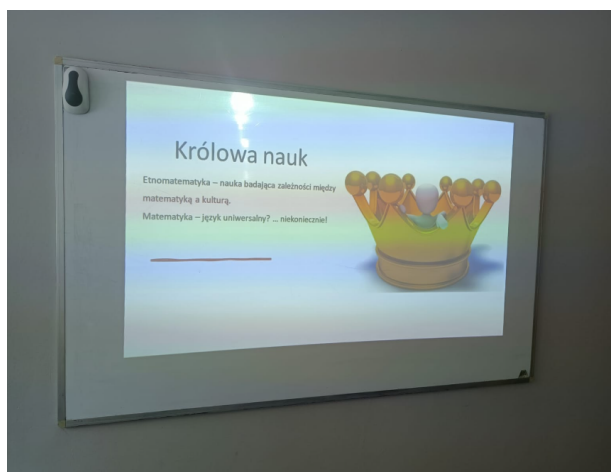 Królowa nauk
Etnomatematyka – nauka badająca zależności między
matematyką a kulturą.
Matematyka – język uniwersalny? ... niekoniecznie!